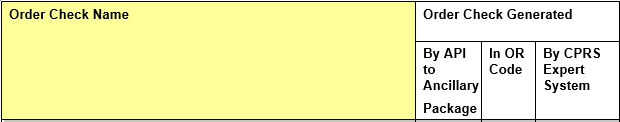 Order Check Name
Order Check Generated
By API
to
Ancillary
Package
In OR
Code
By CPRS
Expert
System